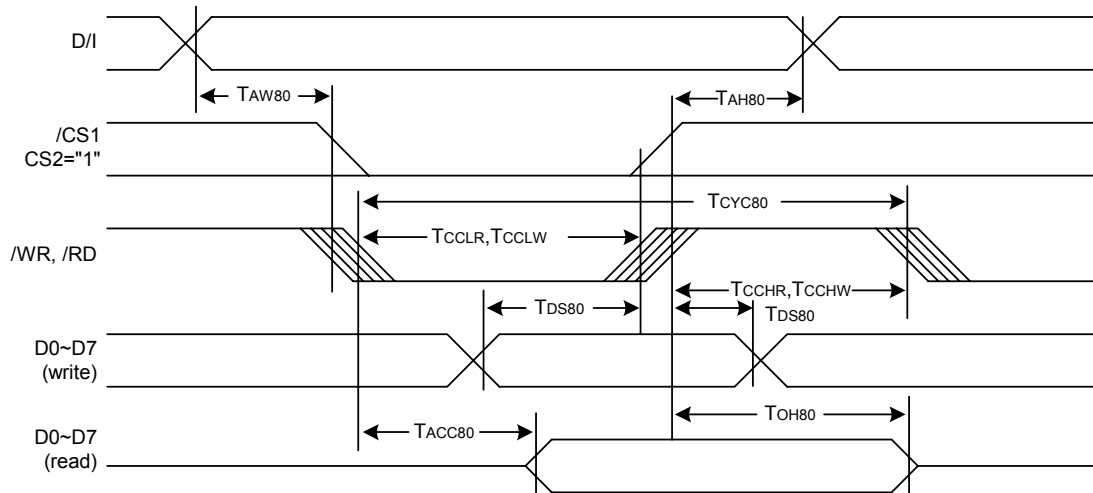 D/I
TAW80
TAH80
/CS1
CS2="1"
TCYC80
/WR, /RD
TCCLR,TCCLW
TCCHR,TCCHW
TDS80
TDS80
D0~D7
(write)
TACC80
TOH80
D0~D7
(read)